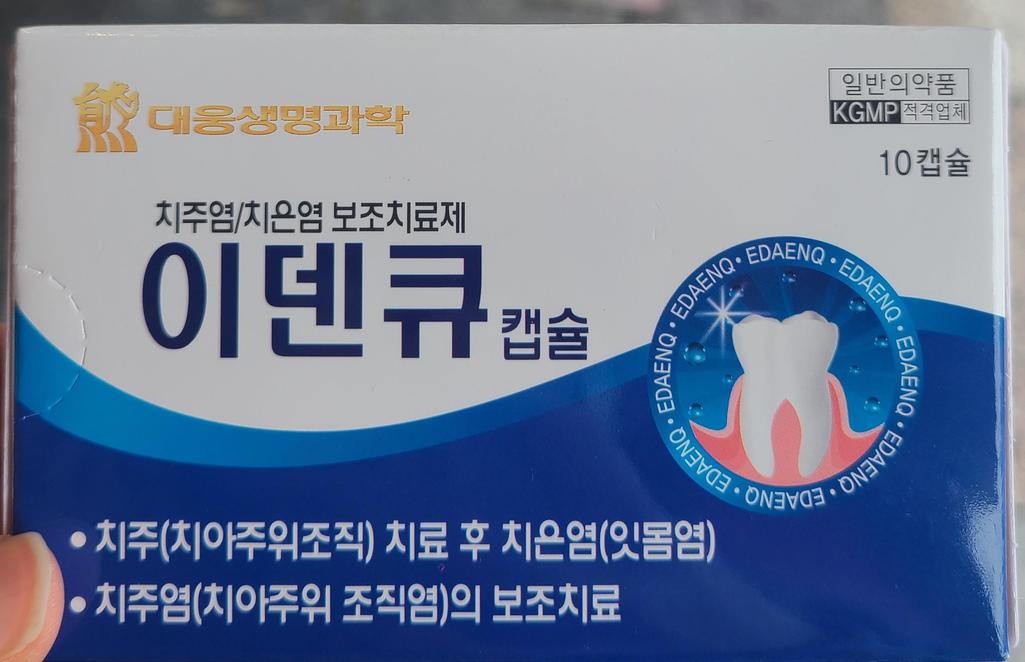 대웅생명과학
일반의약품
KGMP 적격업체
10캡슐
치주염/치은염 보조치료제
이덴큐 캡슐
EDAENQ • EDAENQ • EDAENQ • EDAENQ • EDAENQ • EDAENQ • EDAENQ • EDAENQ • EDAENQ
• 치주(치아주위조직) 치료 후 치은염(잇몸염)
• 치주염(치아주위 조직염)의 보조치료